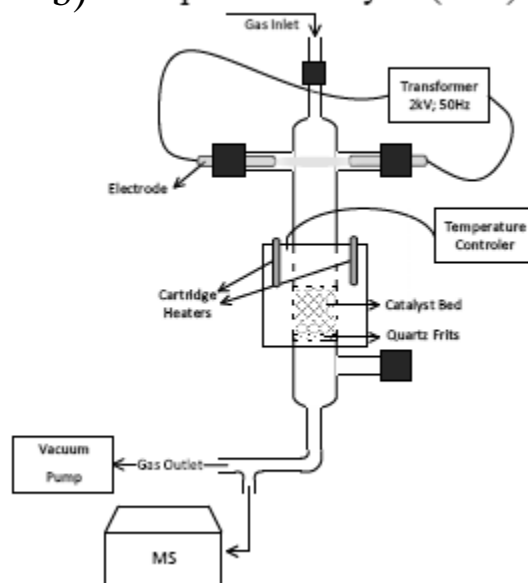 Gas Inlet
Transformer
2kV; 50Hz
Electrode
Temperature
Controler
Cartridge
Heaters
Catalyst Bed
Quartz Frits
Vacuum
Pump
Gas Outlet
MS